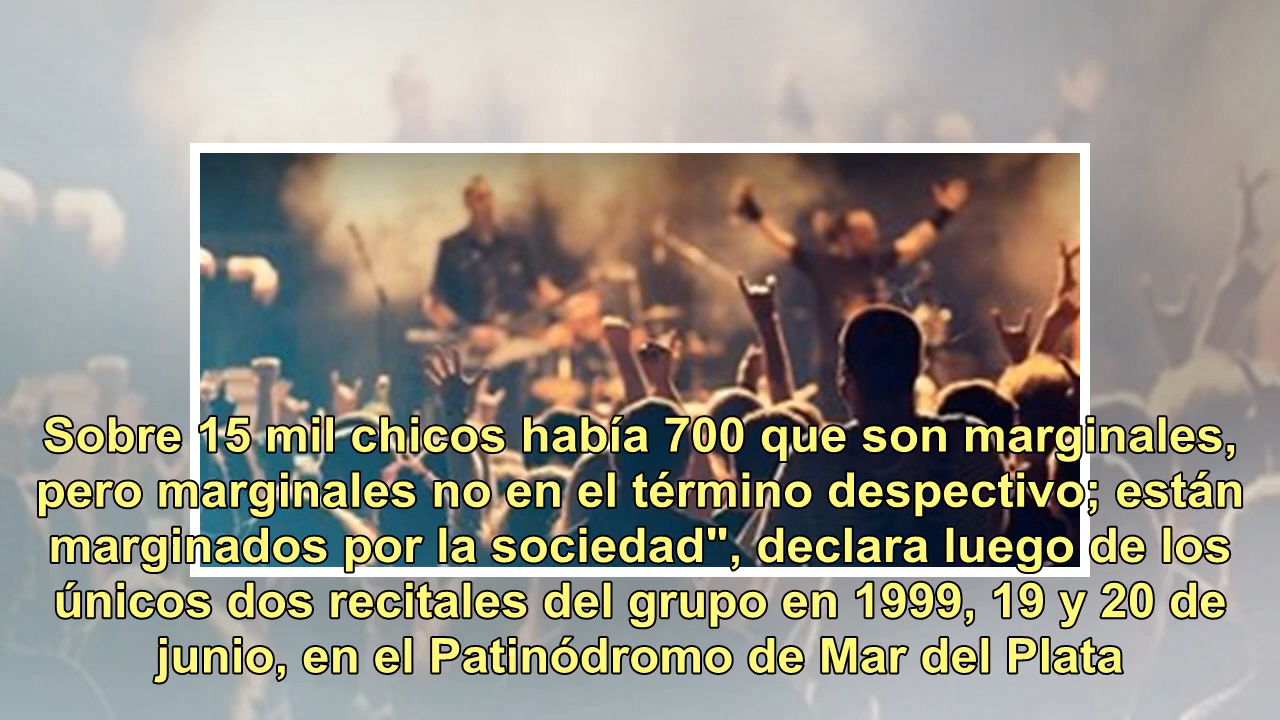 Sobre 15 mil chicos había 700 que son marginales,
pero marginales no en el término despectivo; están
marginados por la sociedad", declara luego de los
únicos dos recitales del grupo en 1999, 19 y 20 de
junio, en el Patinódromo de Mar del Plata